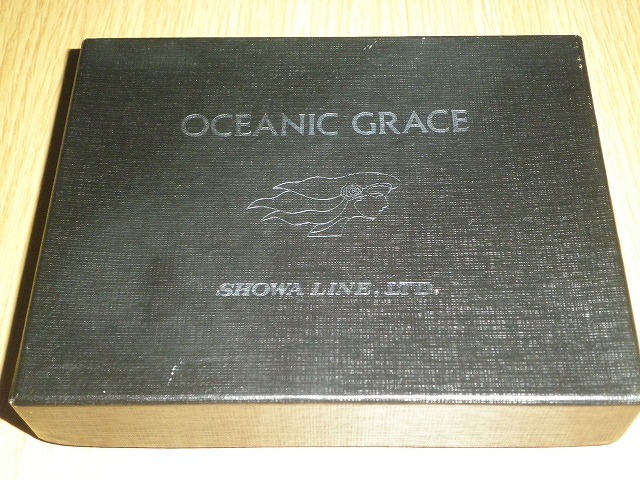 OCEANIC GRACE
SHOWA LINE, LTD.